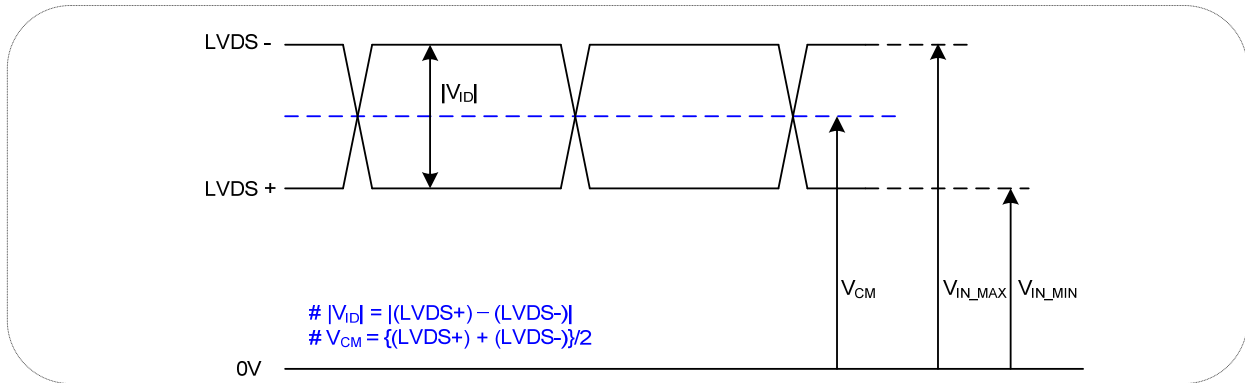 LVDS -
|VID|
LVDS +
VCM
VIN_MAX
VIN_MIN
# |VID| = |(LVDS+) – (LVDS-)|
# VCM = {(LVDS+) + (LVDS-)}/2
0V